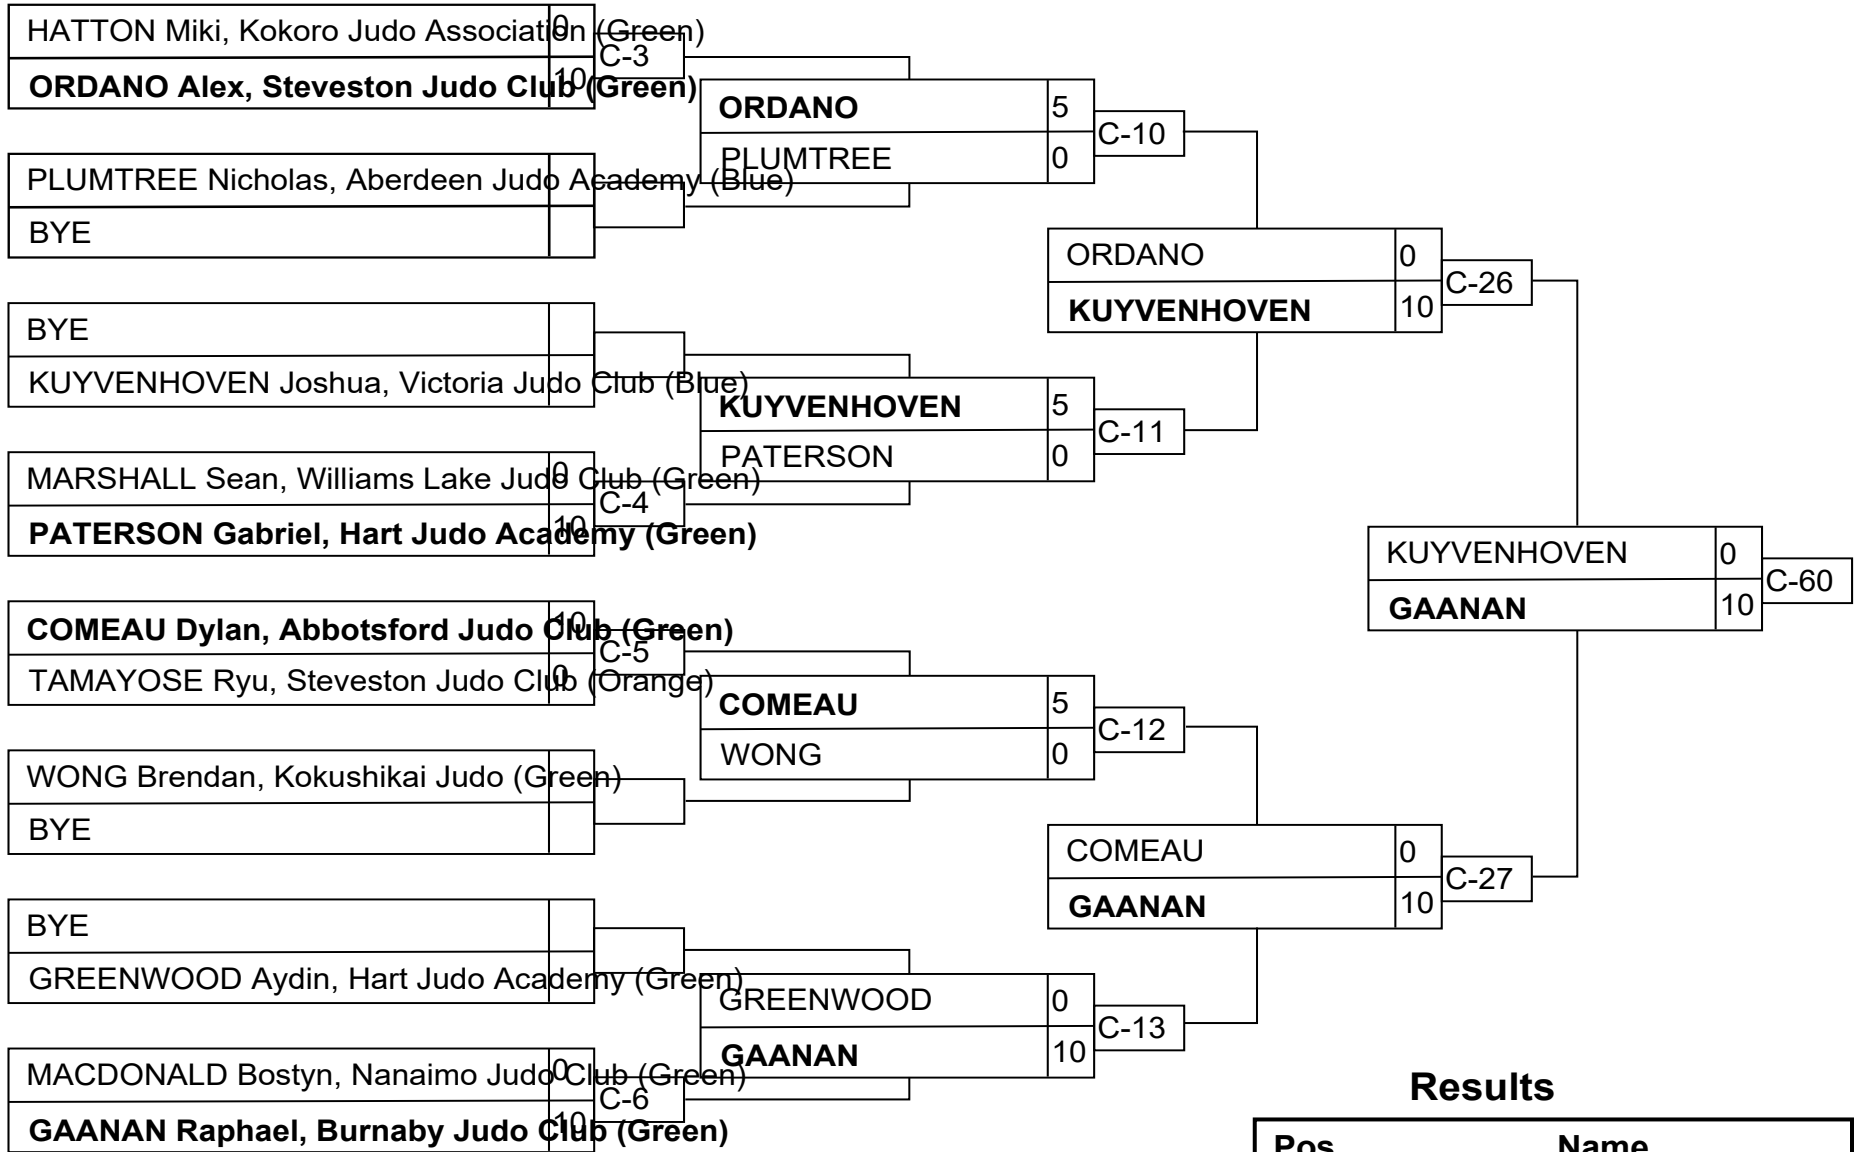 HATTON Miki, Kokoro Judo Association (Green) 0
C-3
ORDANO Alex, Steveston Judo Club (Green) 10
PLUMTREE Nicholas, Aberdeen Judo Academy (Blue)
BYE
BYE
KUYVENHOVEN Joshua, Victoria Judo Club (Blue)
MARSHALL Sean, Williams Lake Judo Club (Green) 0
C-4
PATERSON Gabriel, Hart Judo Academy (Green) 10
COMEAU Dylan, Abbotsford Judo Club (Green) 10
C-5
TAMAYOSE Ryu, Steveston Judo Club (Orange) 0
WONG Brendan, Kokushikai Judo (Green)
BYE
BYE
GREENWOOD Aydin, Hart Judo Academy (Green)
MACDONALD Bostyn, Nanaimo Judo Club (Green) 0
C-6
GAANAN Raphael, Burnaby Judo Club (Green) 10
ORDANO 5
C-10
PLUMTREE 0
KUYVENHOVEN 5
C-11
PATERSON 0
COMEAU 5
C-12
WONG 0
GREENWOOD 0
C-13
GAANAN 10
ORDANO 0
C-26
KUYVENHOVEN 10
COMEAU 0
C-27
GAANAN 10
KUYVENHOVEN 0
C-60
GAANAN 10
Results
Pos Name